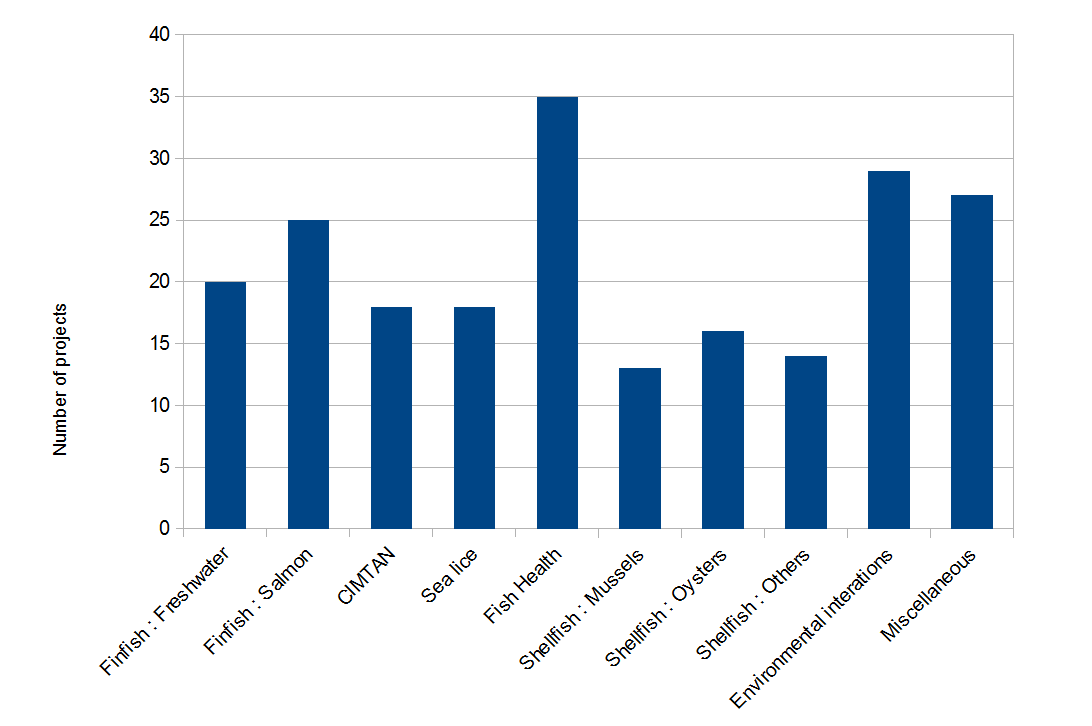 40
35
30
25
20
15
10
5
0
Number of projects
Finfish : Freshwater
Finfish : Salmon
CIMTAN
Sea lice
Fish Health
Shellfish : Mussels
Shellfish : Oysters
Shellfish : Others
Environmental interations
Miscellaneous